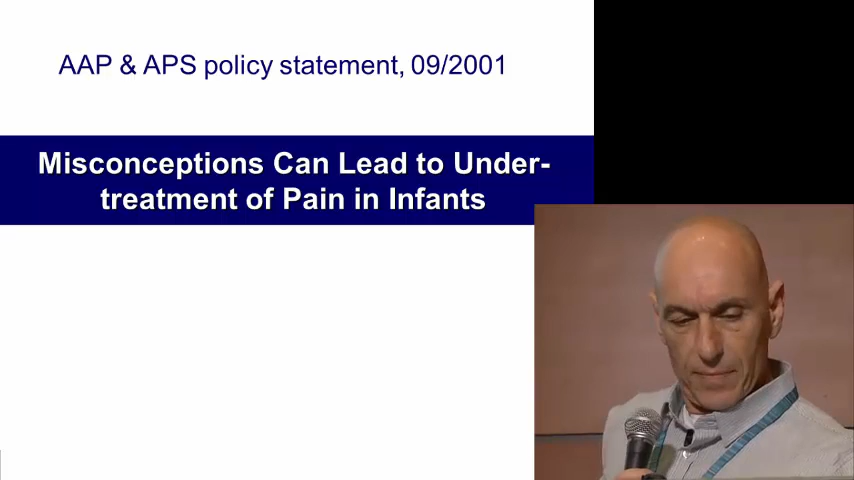 AAP & APS policy statement, 09/2001
Misconceptions Can Lead to Under-
treatment of Pain in Infants